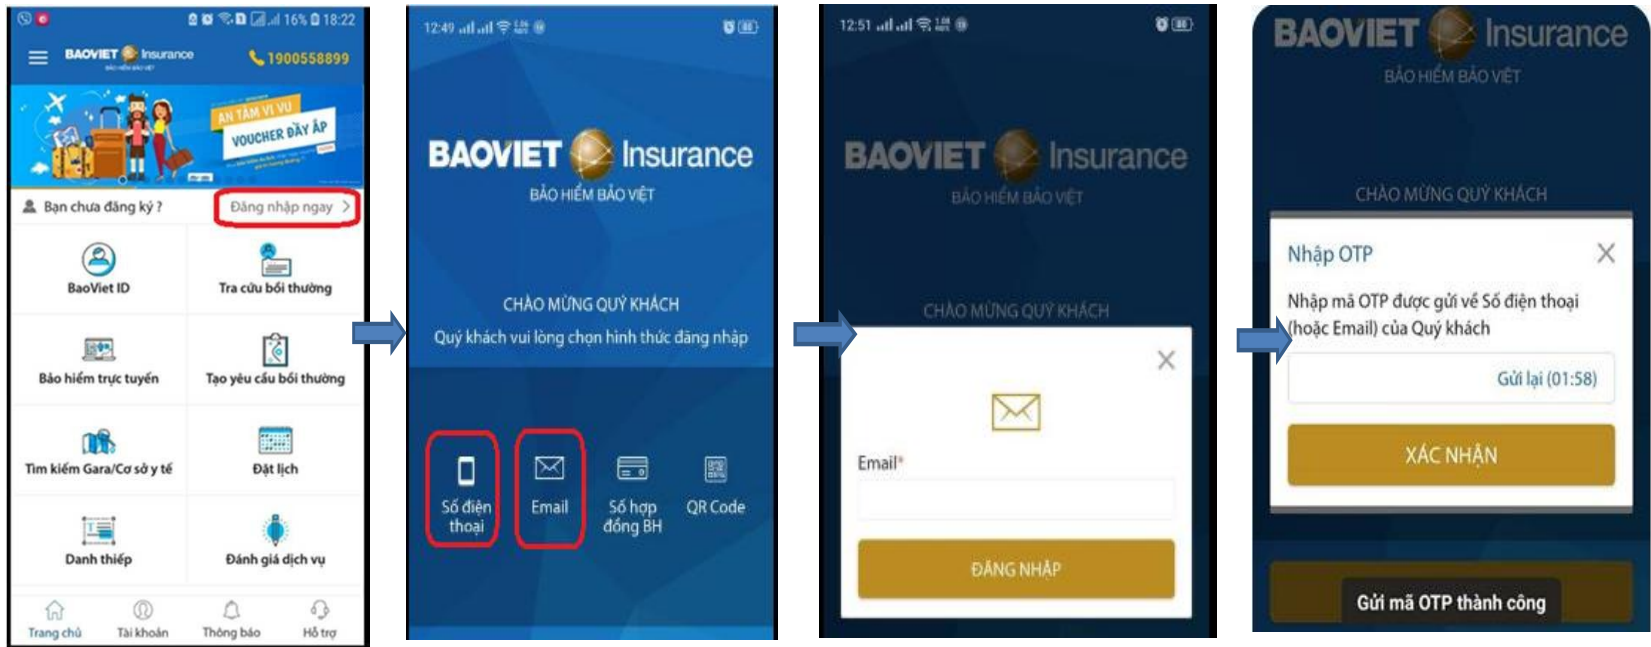 16% 18:22
BAOVIET Insurance
BẢO HIỂM BẢO VIỆT
1900558899
AN TÂM VI VU
VOUCHER ĐẦY ẮP
Bạn chưa đăng ký ?
Đăng nhập ngay >
BaoViet ID
Tra cứu bồi thường
Bảo hiểm trực tuyến
Tạo yêu cầu bồi thường
Tìm kiếm Gara/Cơ sở y tế
Đặt lịch
Danh thiếp
Đánh giá dịch vụ
Trang chủ
Tài khoản
Thông báo
Hỗ trợ
12:49
BAOVIET Insurance
BẢO HIỂM BẢO VIỆT
CHÀO MỪNG QUÝ KHÁCH
Quý khách vui lòng chọn hình thức đăng nhập
Số điện
thoại
Email
Số hợp
đồng BH
QR Code
12:51
BAOVIET Insurance
BẢO HIỂM BẢO VIỆT
CHÀO MỪNG QUÝ KHÁCH
Email*
ĐĂNG NHẬP
BAOVIET Insurance
BẢO HIỂM BẢO VIỆT
CHÀO MỪNG QUÝ KHÁCH
Nhập OTP
Nhập mã OTP được gửi về Số điện thoại
(hoặc Email) của Quý khách
Gửi lại (01:58)
XÁC NHẬN
Gửi mã OTP thành công